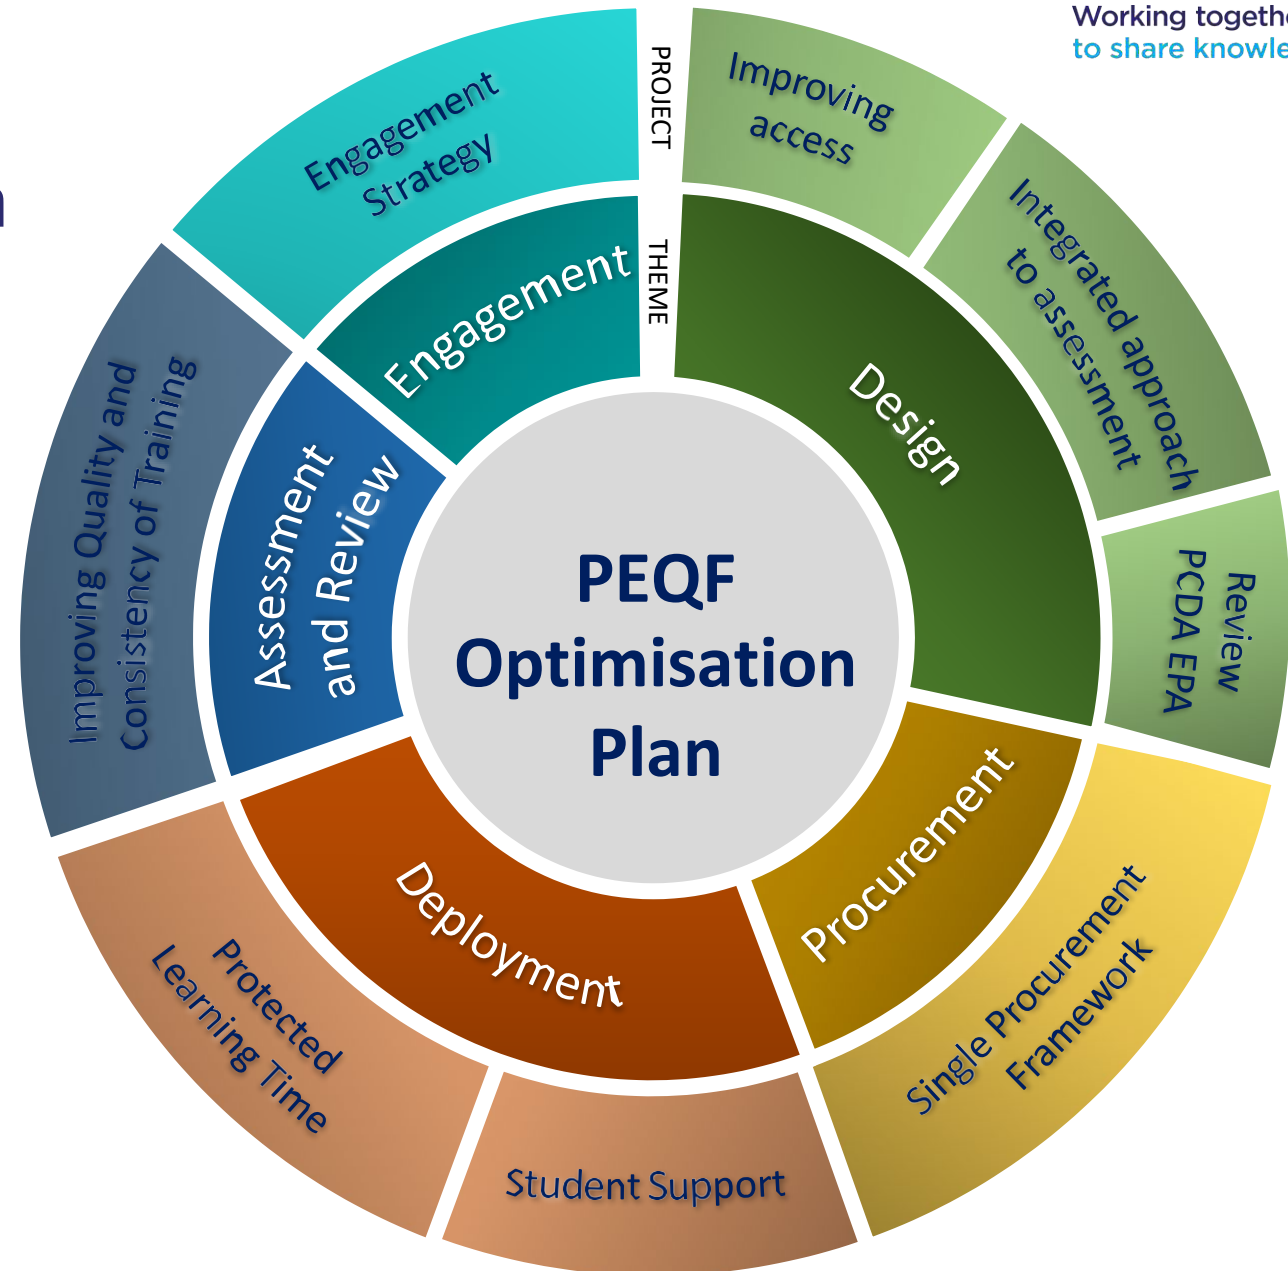 Working togethe
to share knowle
n
PROJECT
THEME
Improving
access
Integrated approach
to assessment
Review
PCDA EPA
Design
Single Procurement
Framework
Procurement
Student Support
Protected
Learning Time
Deployment
Improving Quality and
Consistency of Training
Assessment
and Review
Engagement
Strategy
Engagement
PEQF
Optimisation
Plan